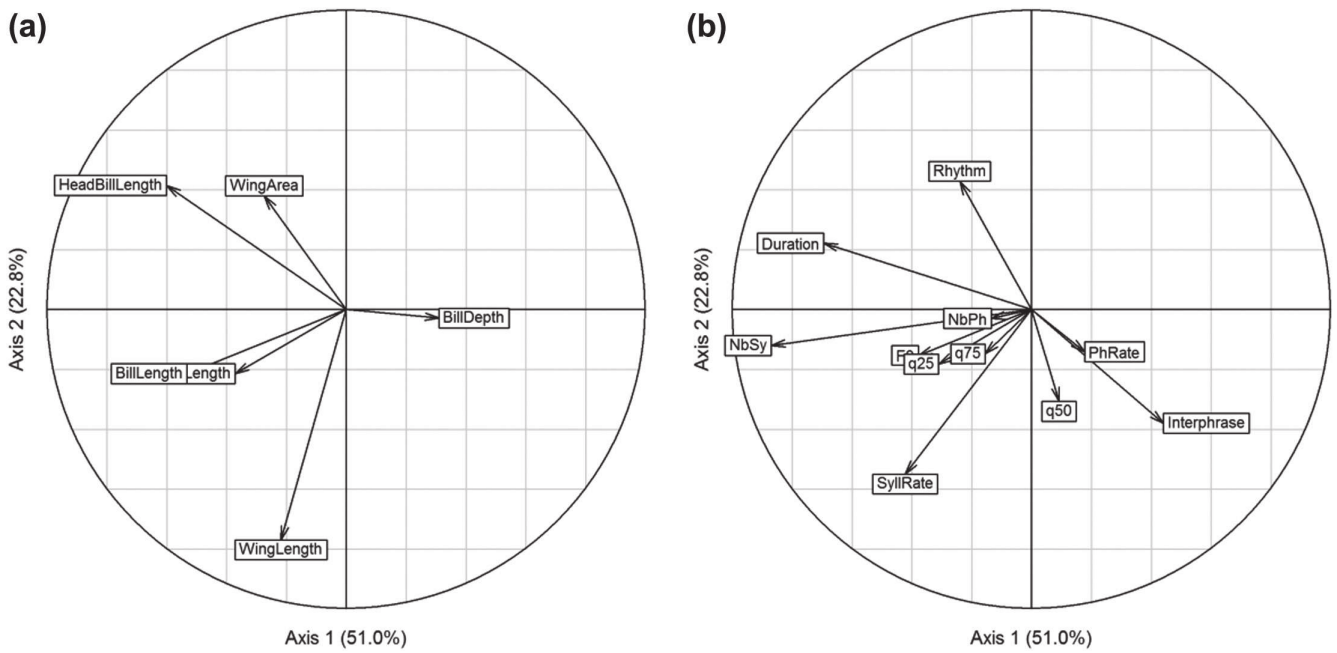 (a)
HeadBillLength
WingArea
BillDepth
BillLength
Length
WingLength
Axis 2 (22.8%)
Axis 1 (51.0%)
(b)
Rhythm
Duration
NbPh
NbSy
q25
q75
PhRate
q50
Interphrase
SyllRate
Axis 2 (22.8%)
Axis 1 (51.0%)